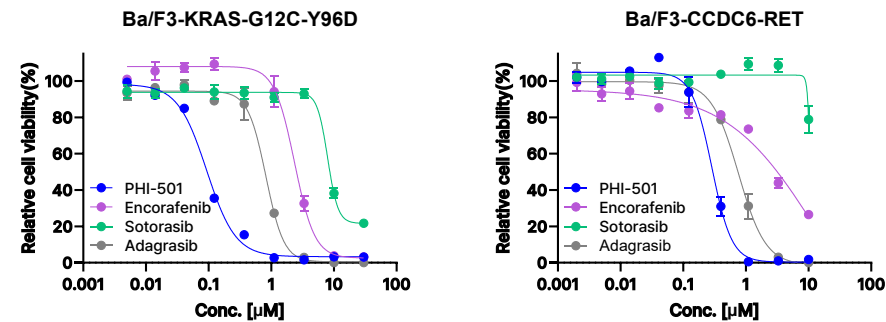 Ba/F3-KRAS-G12C-Y96D
Relative cell viability(%)
100
80
60
40
20
0
PHI-501
Encorafenib
Sotorasib
Adagrasib
0.001 0.01 0.1 1 10 100
Conc. [µM]
Ba/F3-CCDC6-RET
Relative cell viability(%)
100
80
60
40
20
0
PHI-501
Encorafenib
Sotorasib
Adagrasib
0.001 0.01 0.1 1 10 100
Conc. [µM]